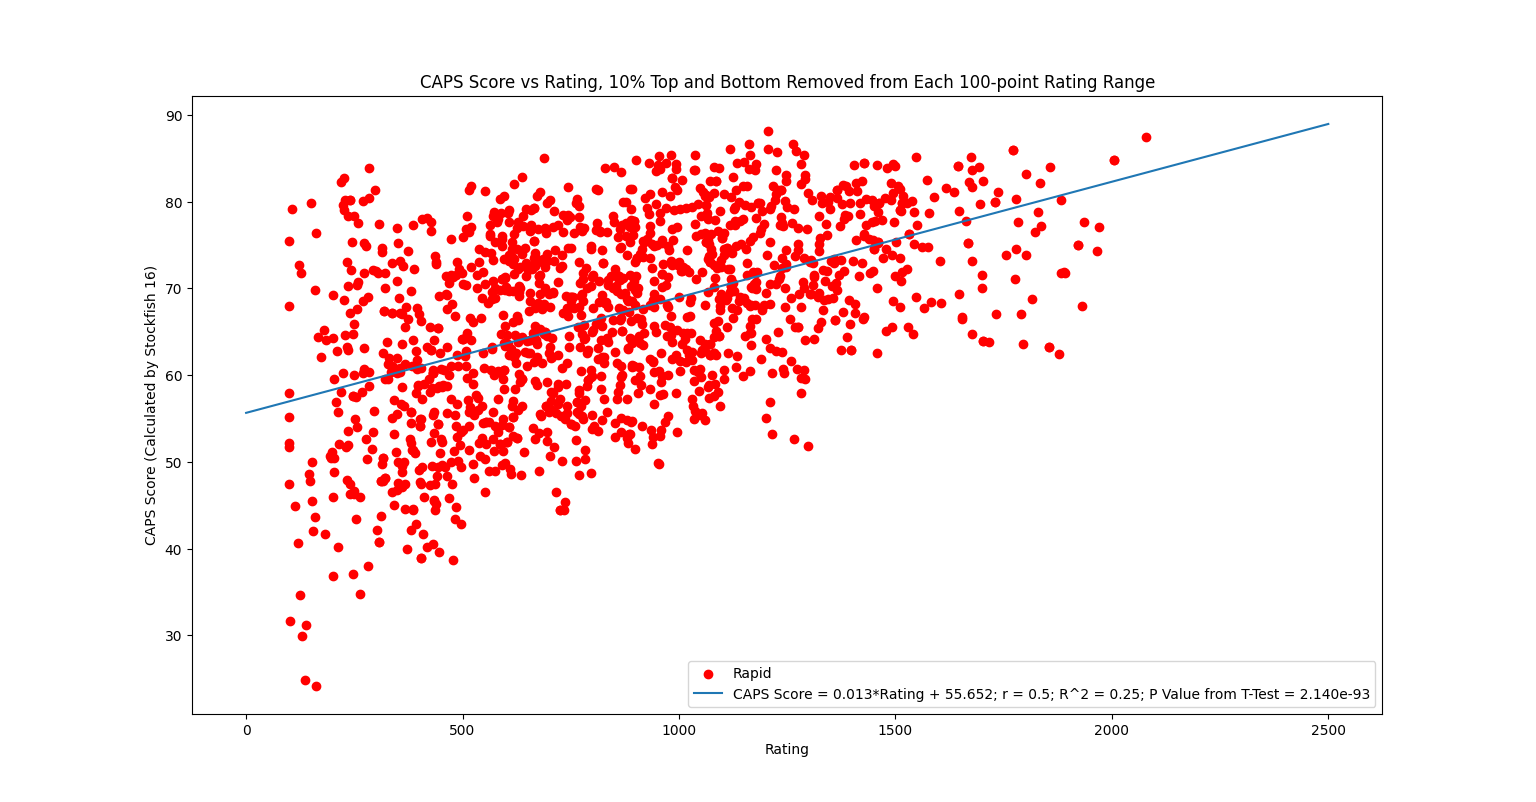 CAPS Score vs Rating, 10% Top and Bottom Removed from Each 100-point Rating Range
90
80
70
60
50
40
30
CAPS Score (Calculated by Stockfish 16)
Rapid
CAPS Score = 0.013*Rating + 55.652; r = 0.5; R^2 = 0.25; P Value from T-Test = 2.140e-93
0 500 1000 1500 2000 2500
Rating